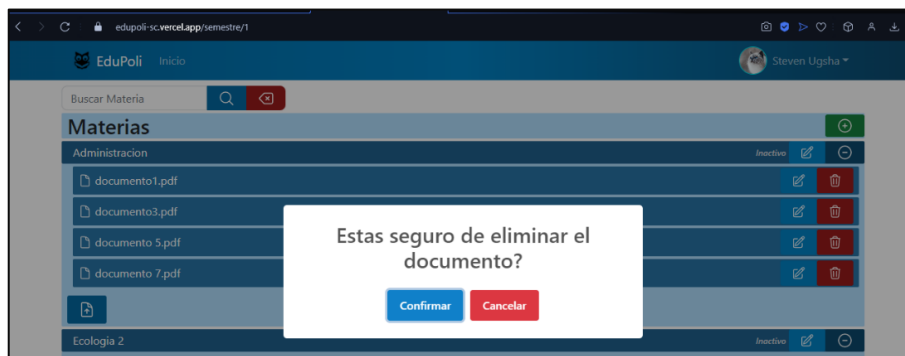 edupoli-sc.vercel.app/semestre/1
EduPoli Inicio Steven Ugsha
Buscar Materia
Materias
Administracion Inactivo
documento1.pdf
documento3.pdf
documento 5.pdf
documento 7.pdf
Estas seguro de eliminar el
documento?
Confirmar Cancelar
Ecologia 2 Inactivo